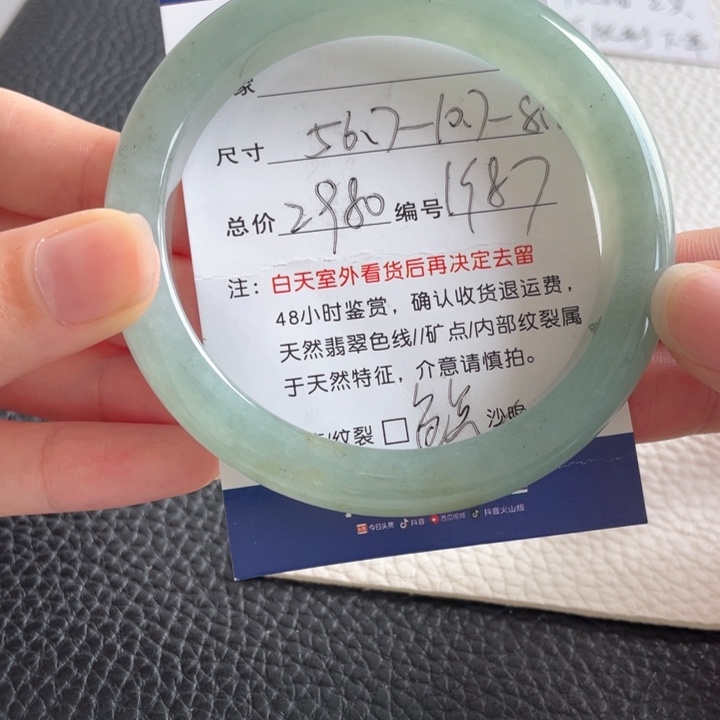 家
尺寸 56.7-10.7-8.
总价 2980 编号 1987
注：白天室外看货后再决定去留
48小时鉴赏，确认收货退运费，
天然翡翠色线//矿点/内部纹裂属
于天然特征，介意请慎拍。
/纹裂 □
今日头条 抖音 西瓜视频 抖音火山版